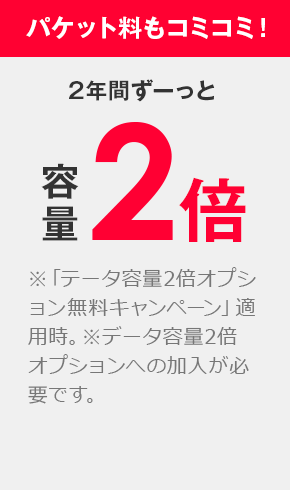 パケット料もコミコミ!
2年間ずーっと
容量2倍
※「テータ容量2倍オプシ
ョン無料キャンペーン」適
用時。※データ容量2倍
オプションへの加入が必
要です。